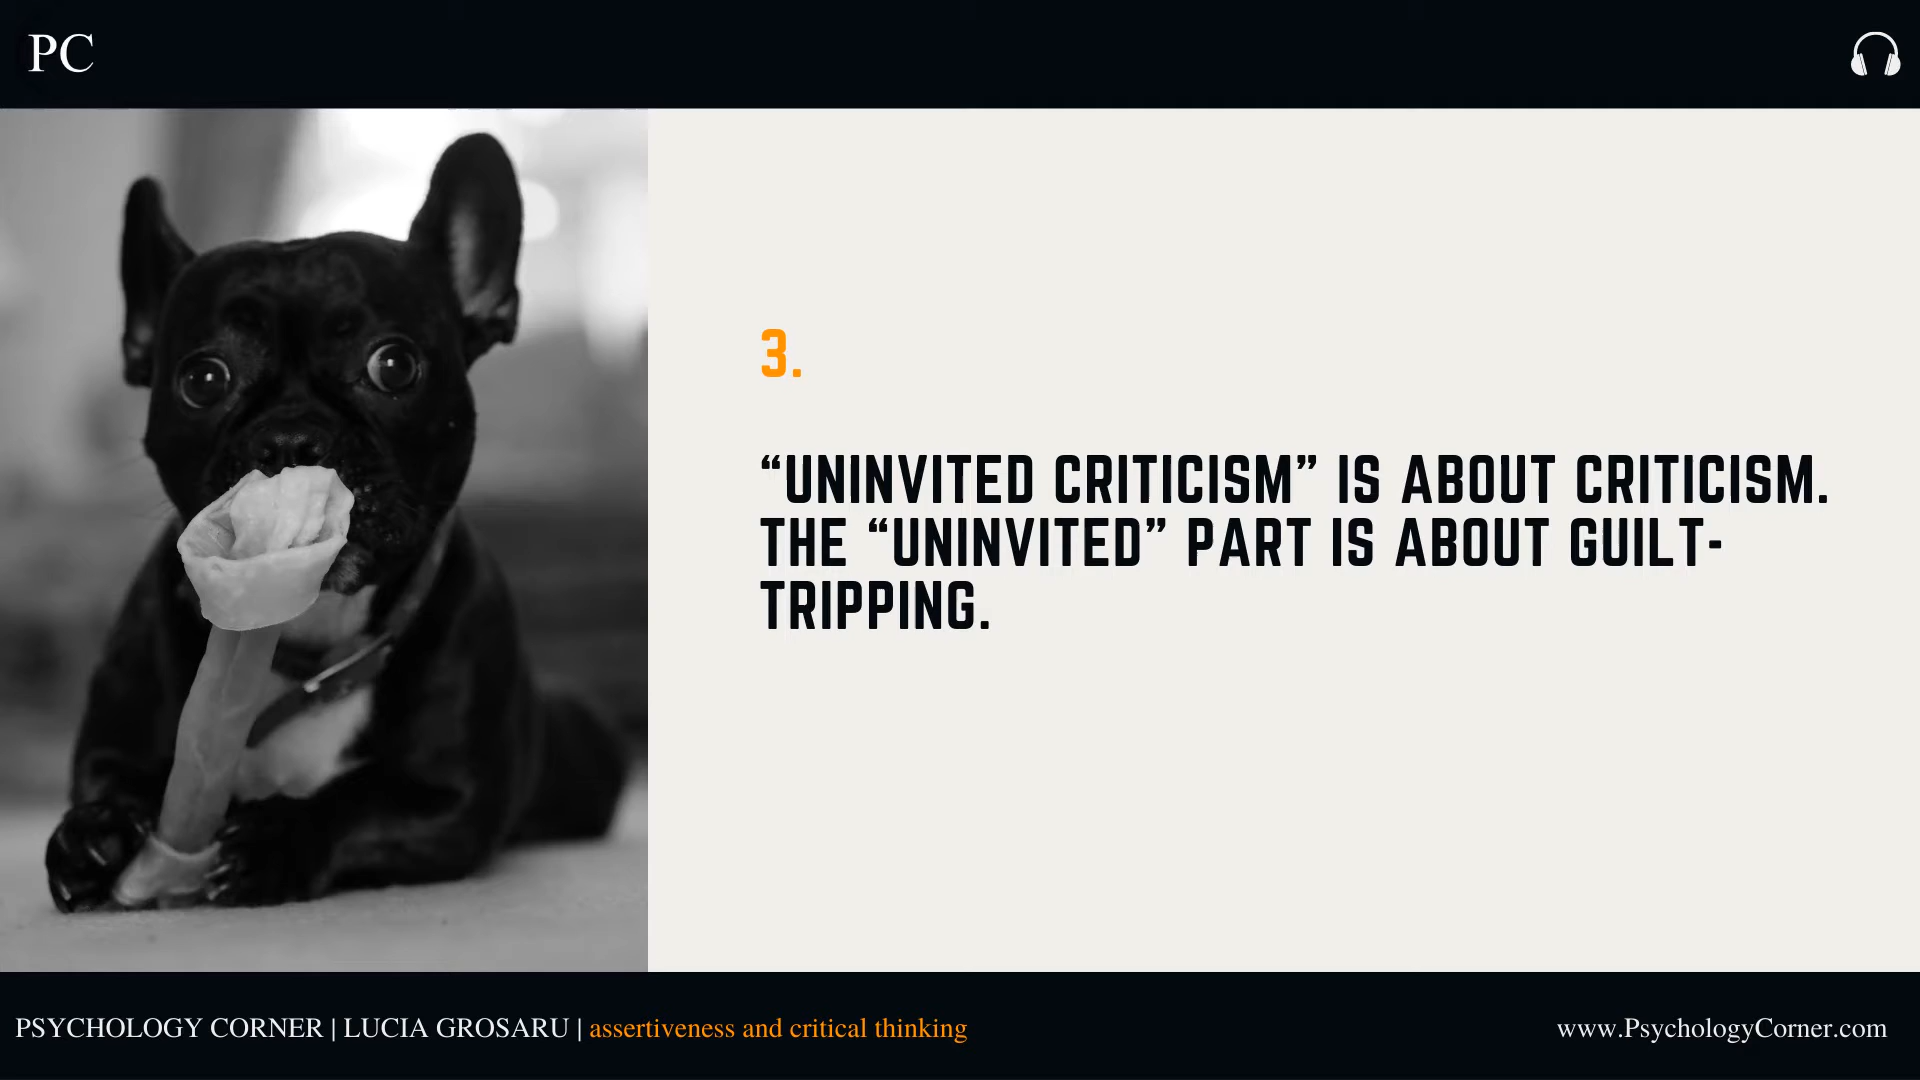 PC
3.
“UNINVITED CRITICISM” IS ABOUT CRITICISM.
THE “UNINVITED” PART IS ABOUT GUILT-
TRIPPING.
PSYCHOLOGY CORNER | LUCIA GROSARU | assertiveness and critical thinking
www.PsychologyCorner.com